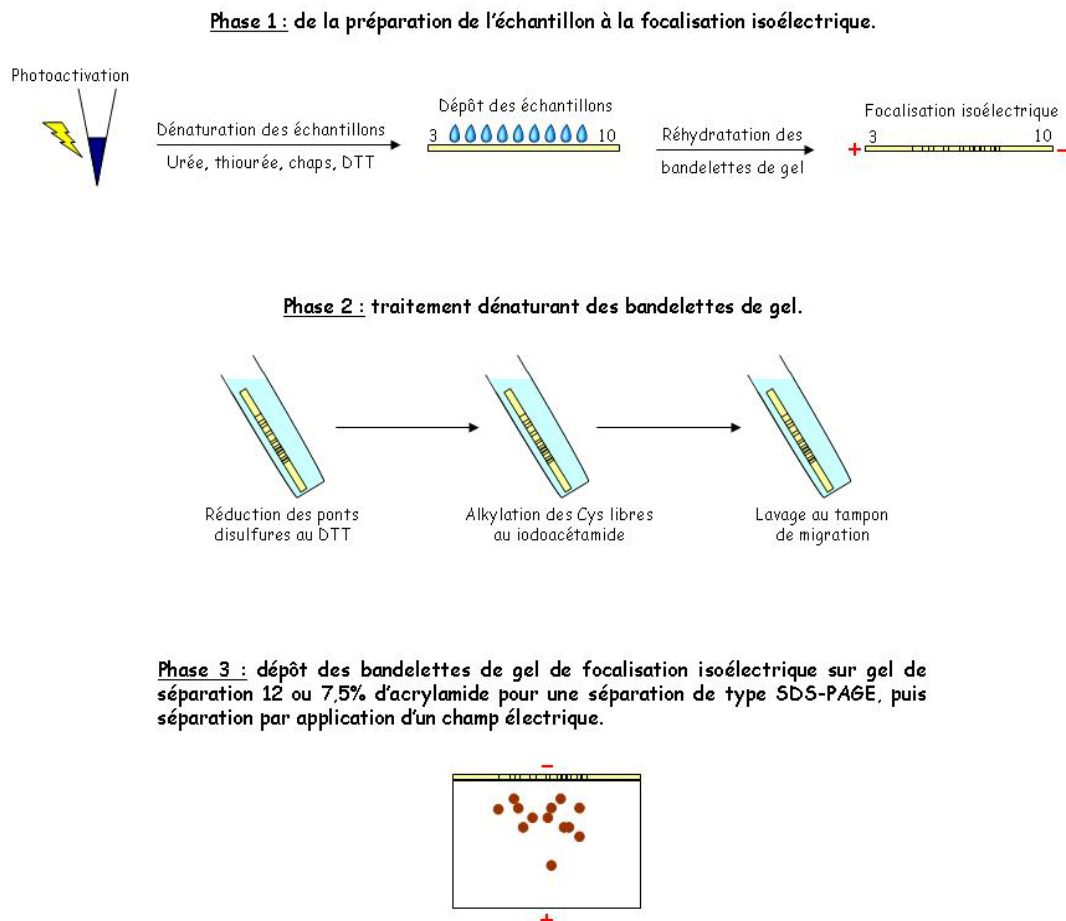 Phase 1 : de la préparation de l'échantillon à la focalisation isoélectrique.
Photoactivation
Dénaturation des échantillons
Urée, thiourée, chaps, DTT
Dépôt des échantillons
3 10
Réhydratation des
bandelettes de gel
Focalisation isoélectrique
3 10
+ -
Phase 2 : traitement dénaturant des bandelettes de gel.
Réduction des ponts
disulfures au DTT
Alkylation des Cys libres
au iodoacétamide
Lavage au tampon
de migration
Phase 3 : dépôt des bandelettes de gel de focalisation isoélectrique sur gel de
séparation 12 ou 7,5% d'acrylamide pour une séparation de type SDS-PAGE, puis
séparation par application d'un champ électrique.
-
+